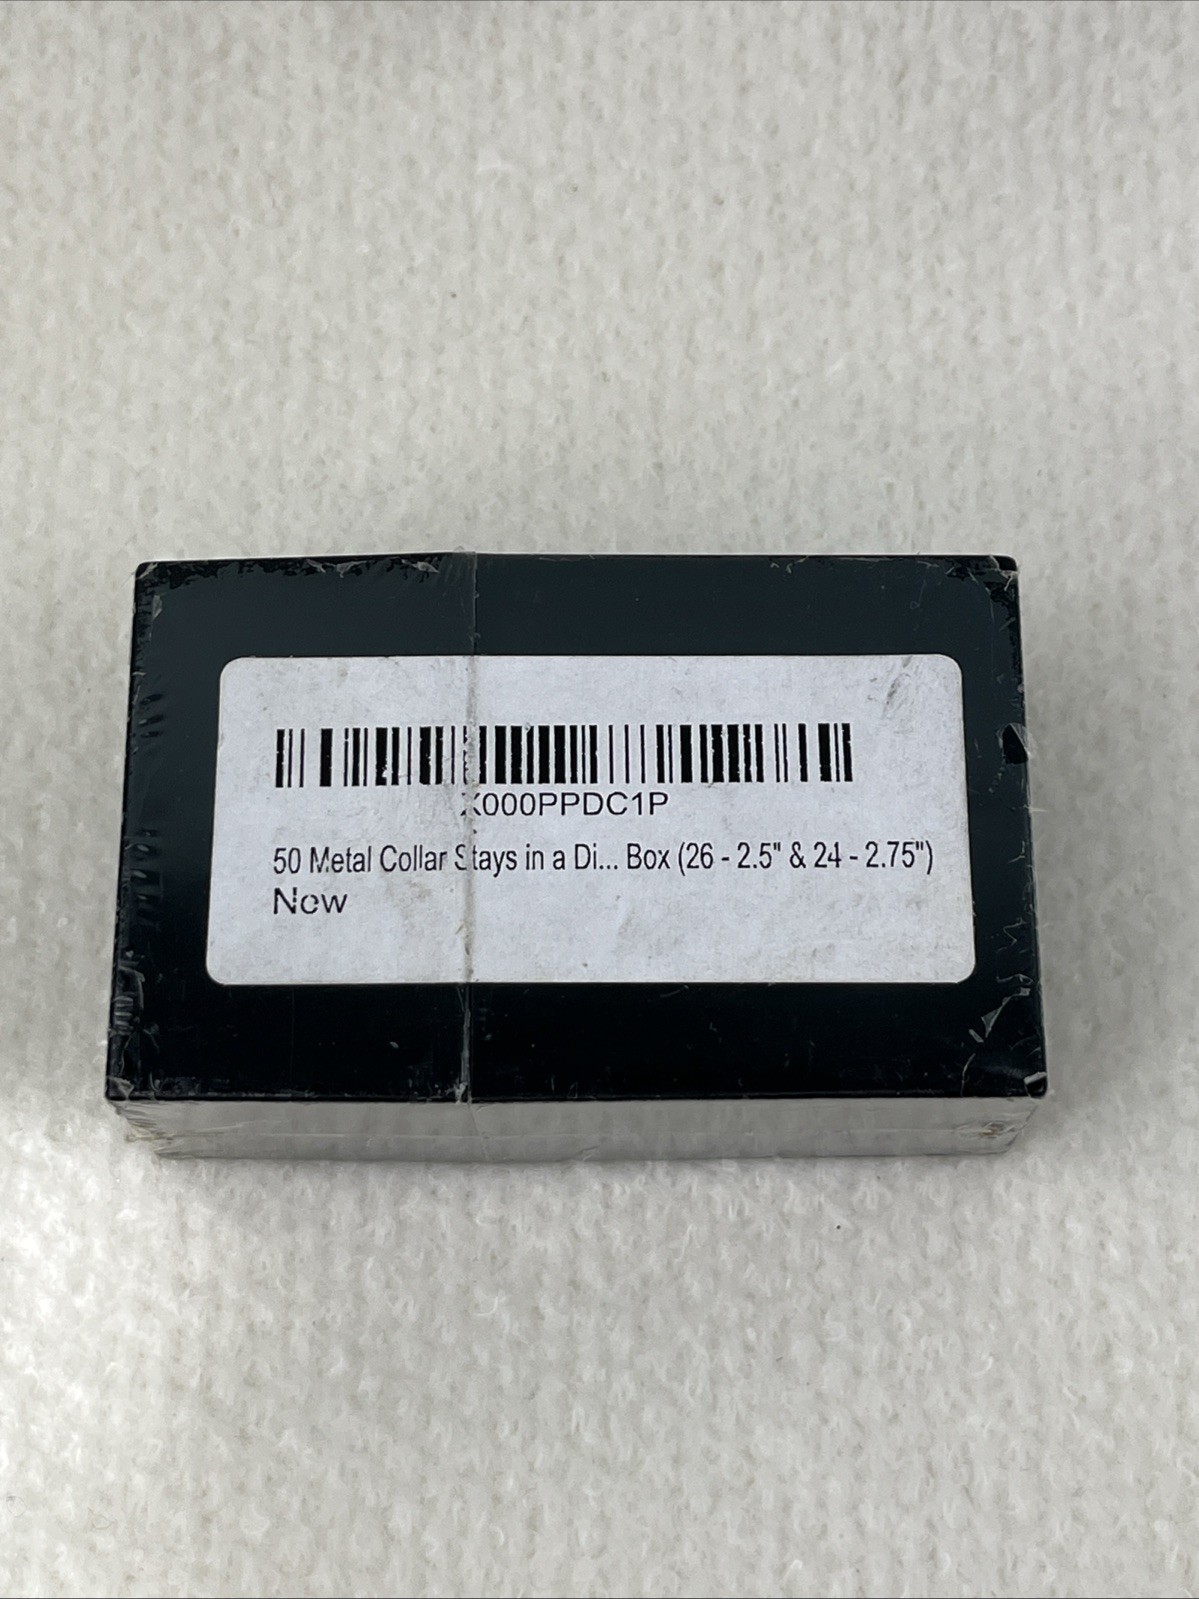 X000PPDC1P
50 Metal Collar Stays in a Di... Box (26 - 2.5" & 24 - 2.75")
New